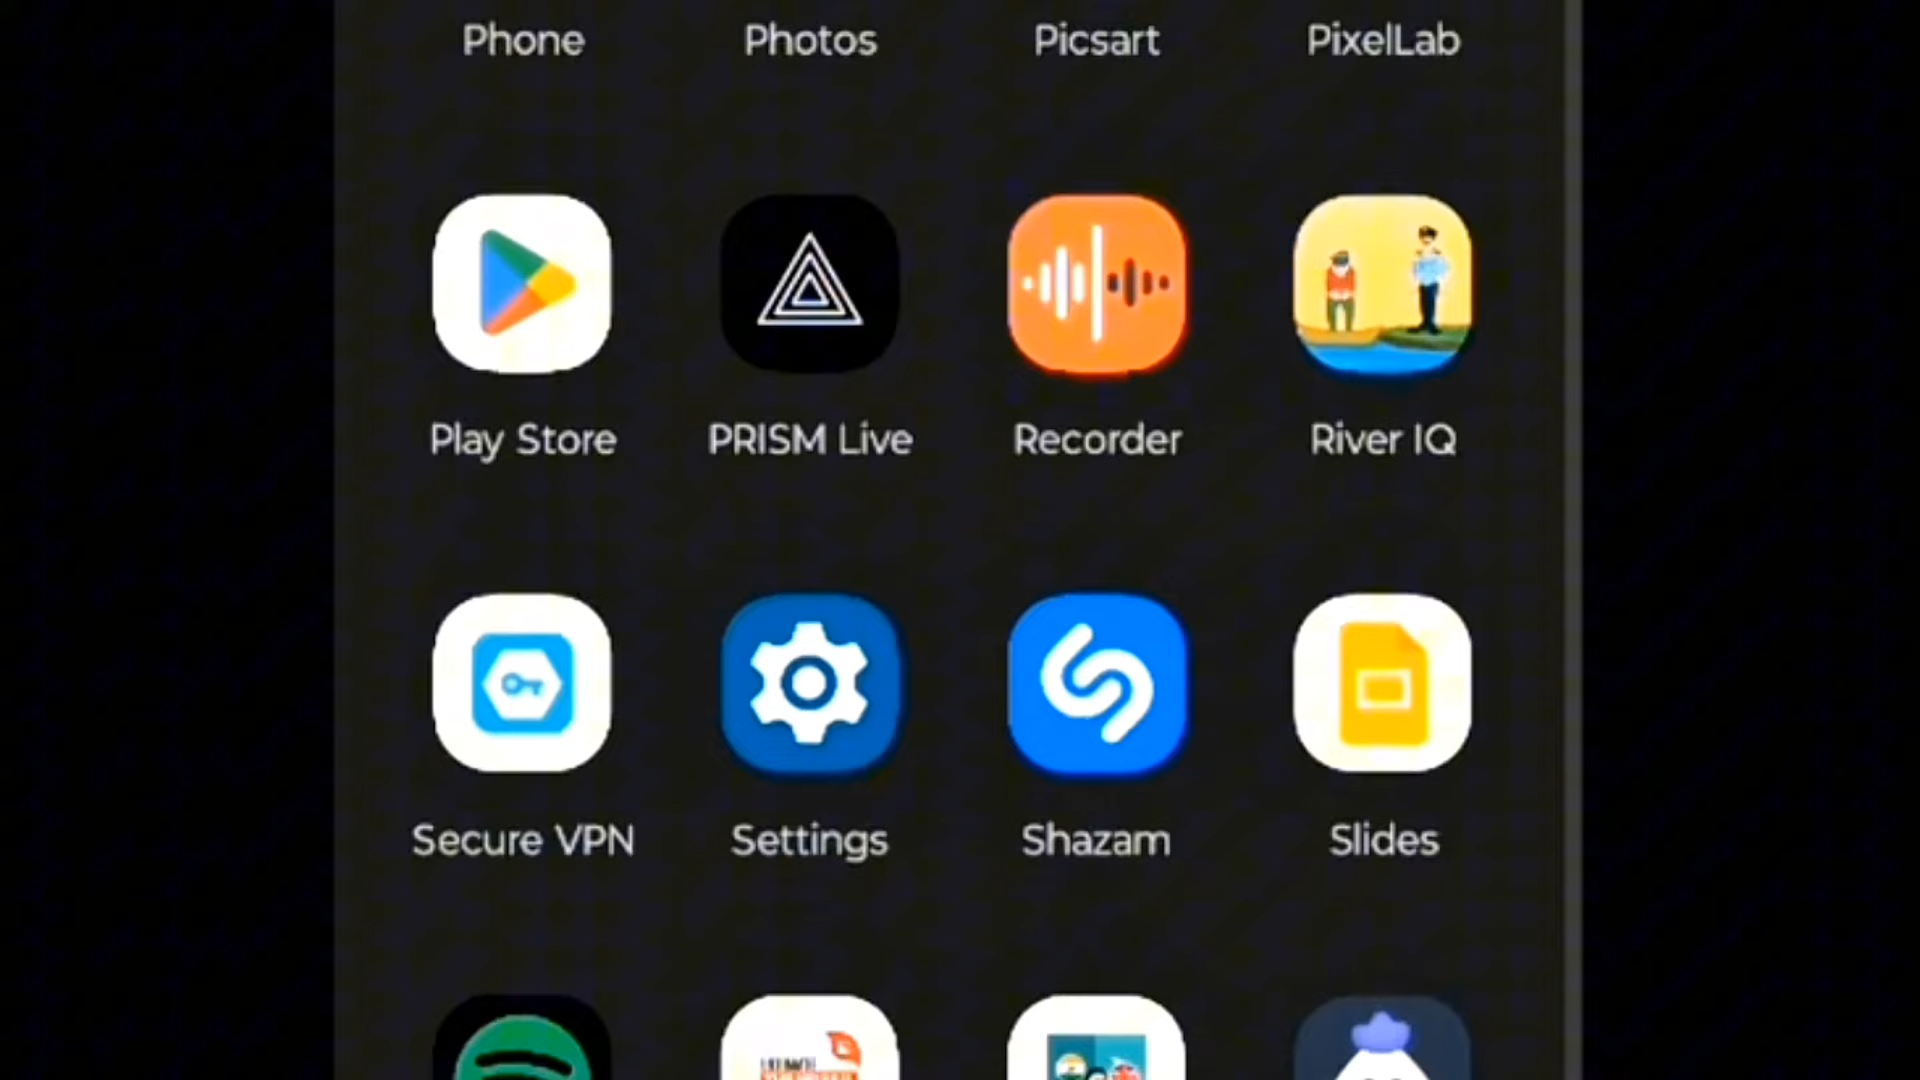 Phone Photos Picsart PixelLab
Play Store PRISM Live Recorder River IQ
Secure VPN Settings Shazam Slides